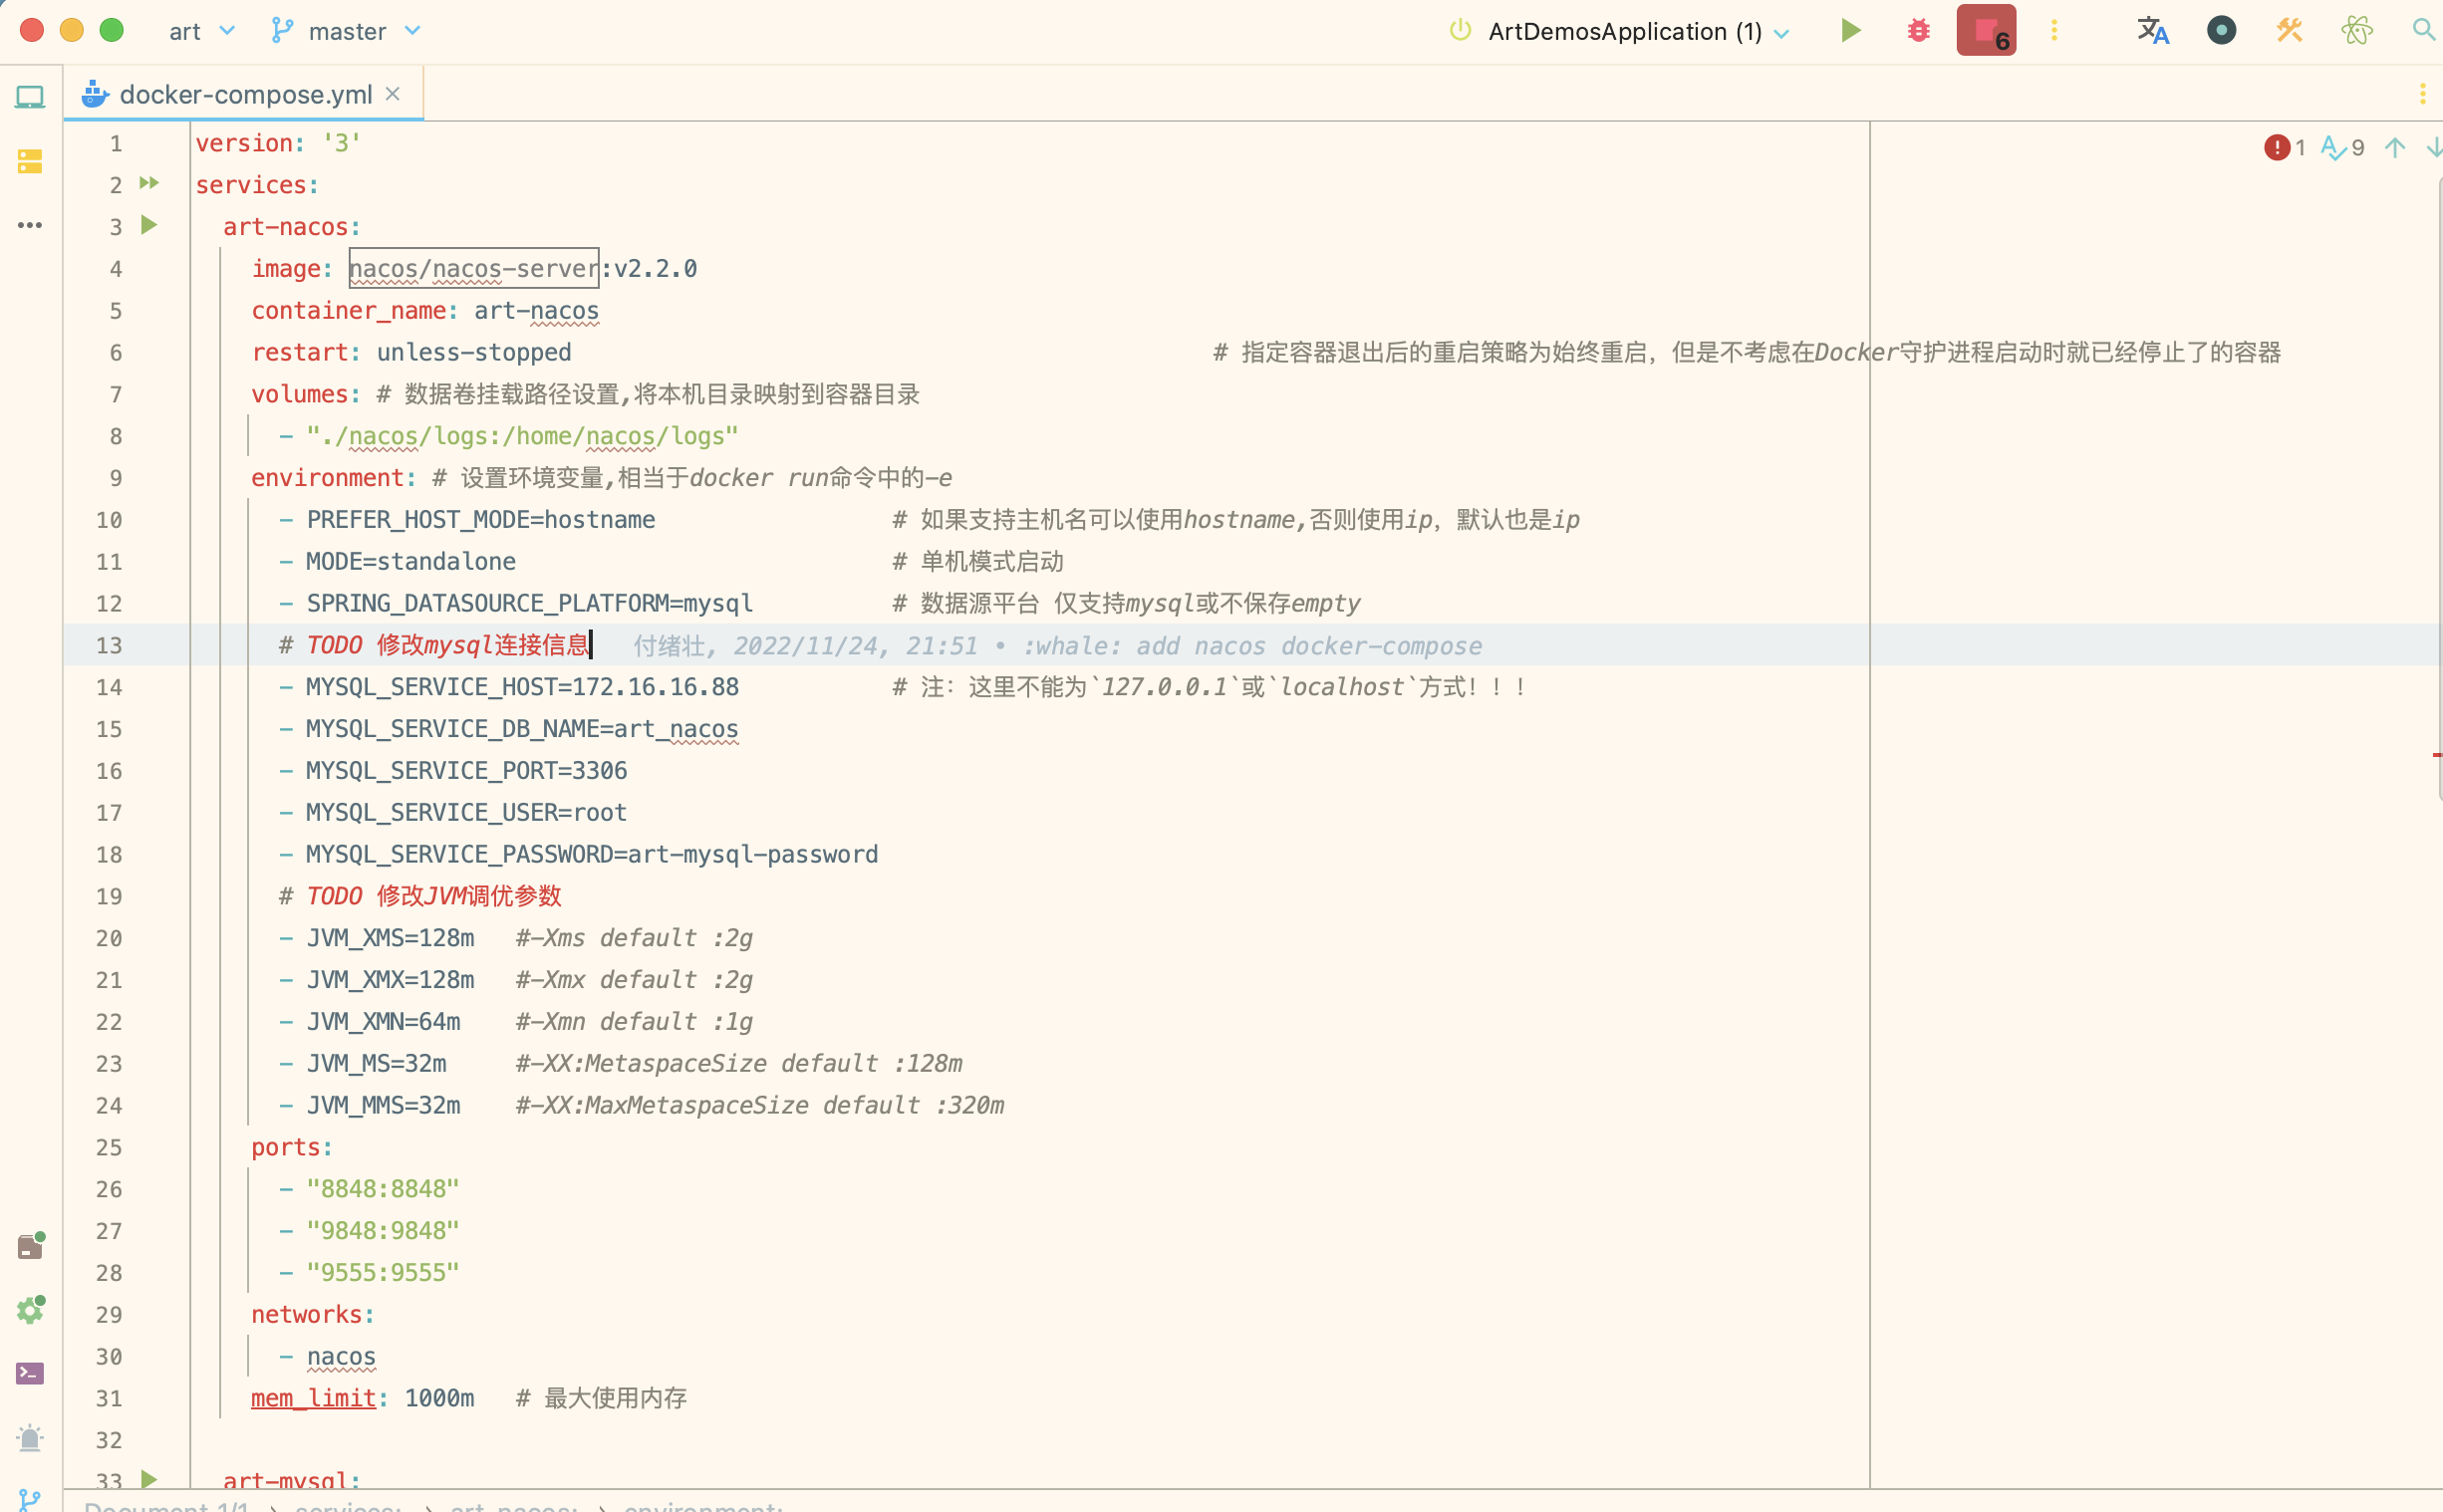 art master ArtDemosApplication (1) 6
docker-compose.yml
1 9
1 version: '3'
2 services:
3 art-nacos:
4 image: nacos/nacos-server:v2.2.0
5 container_name: art-nacos
6 restart: unless-stopped # 指定容器退出后的重启策略为始终重启，但是不考虑在Docker守护进程启动时就已经停止了的容器
7 volumes: # 数据卷挂载路径设置,将本机目录映射到容器目录
8 - "./nacos/logs:/home/nacos/logs"
9 environment: # 设置环境变量,相当于docker run命令中的-e
10 - PREFER_HOST_MODE=hostname # 如果支持主机名可以使用hostname,否则使用ip，默认也是ip
11 - MODE=standalone # 单机模式启动
12 - SPRING_DATASOURCE_PLATFORM=mysql # 数据源平台 仅支持mysql或不保存empty
13 # TODO 修改mysql连接信息 付绪壮, 2022/11/24, 21:51 • :whale: add nacos docker-compose
14 - MYSQL_SERVICE_HOST=172.16.16.88 # 注：这里不能为`127.0.0.1`或`localhost`方式！！！
15 - MYSQL_SERVICE_DB_NAME=art_nacos
16 - MYSQL_SERVICE_PORT=3306
17 - MYSQL_SERVICE_USER=root
18 - MYSQL_SERVICE_PASSWORD=art-mysql-password
19 # TODO 修改JVM调优参数
20 - JVM_XMS=128m #-Xms default :2g
21 - JVM_XMX=128m #-Xmx default :2g
22 - JVM_XMN=64m #-Xmn default :1g
23 - JVM_MS=32m #-XX:MetaspaceSize default :128m
24 - JVM_MMS=32m #-XX:MaxMetaspaceSize default :320m
25 ports:
26 - "8848:8848"
27 - "9848:9848"
28 - "9555:9555"
29 networks:
30 - nacos
31 mem_limit: 1000m # 最大使用内存
32
33 art-mysql:
Document 1/1 › services: › art-nacos: › environment: